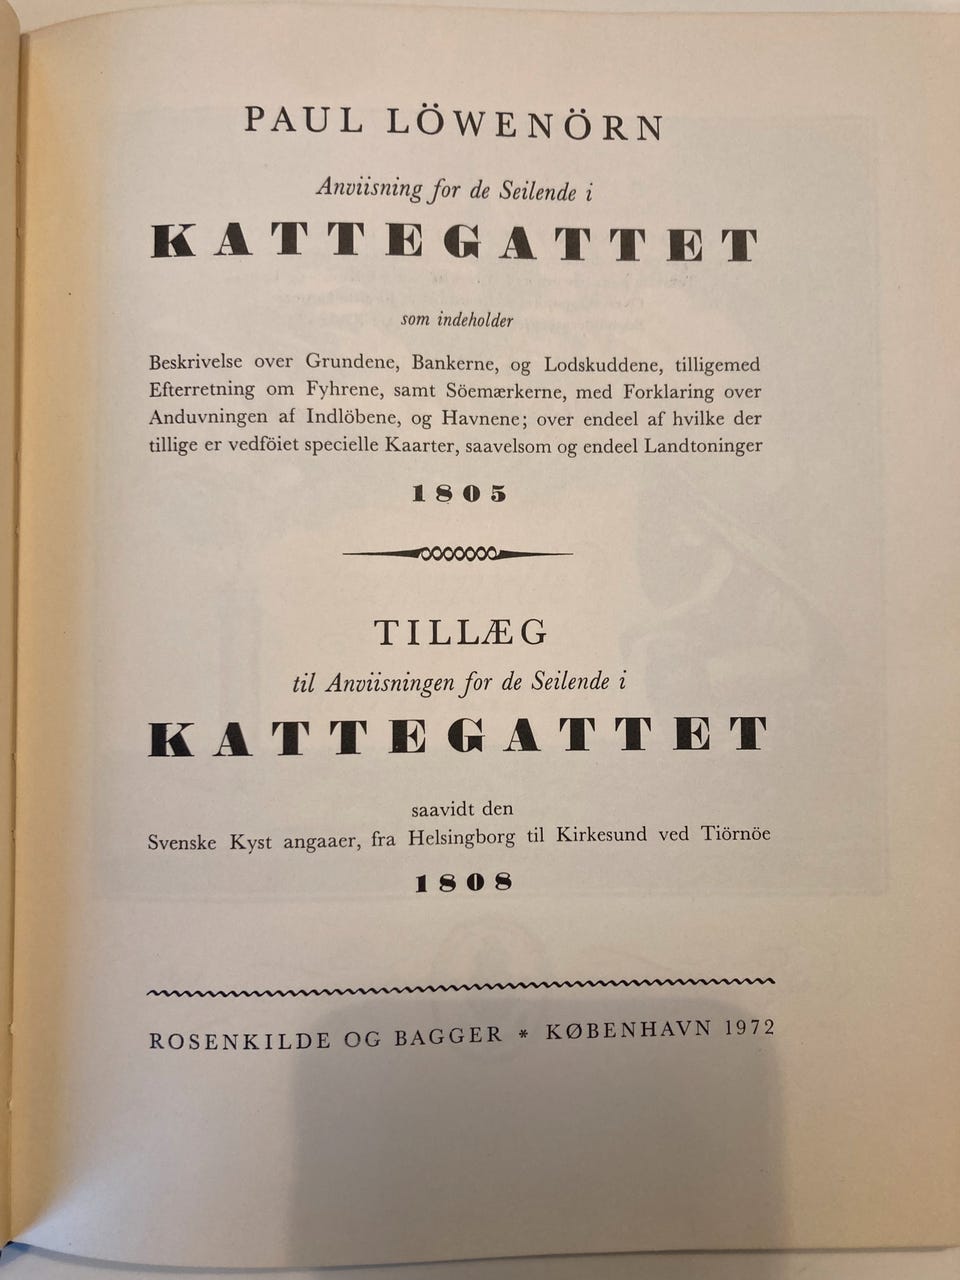 PAUL LÖWENÖRN
Anviisning for de Seilende i
KATTEGATTET
som indeholder
Beskrivelse over Grundene, Bankerne, og Lodskuddene, tilligemed
Efterretning om Fyhrene, samt Söemærkerne, med Forklaring over
Anduvningen af Indlöbene, og Havnene; over endeel af hvilke der
tillige er vedföiet specielle Kaarter, saavelsom og endeel Landtoninger
1805
TILLÆG
til Anviisningen for de Seilende i
KATTEGATTET
saavidt den
Svenske Kyst angaaer, fra Helsingborg til Kirkesund ved Tiörnöe
1808
ROSENKILDE OG BAGGER * KØBENHAVN 1972